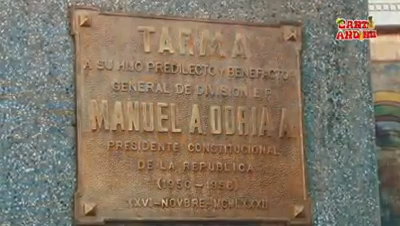 TARMA
A SU HIJO PREDILECTO Y BENEFACTOR
GENERAL DE DIVISION E.P.
MANUEL A. ODRIA A.
PRESIDENTE CONSTITUCIONAL
DE LA REPUBLICA
(1950-1956)
XXVI-NOVBRE-MCMLXXXII